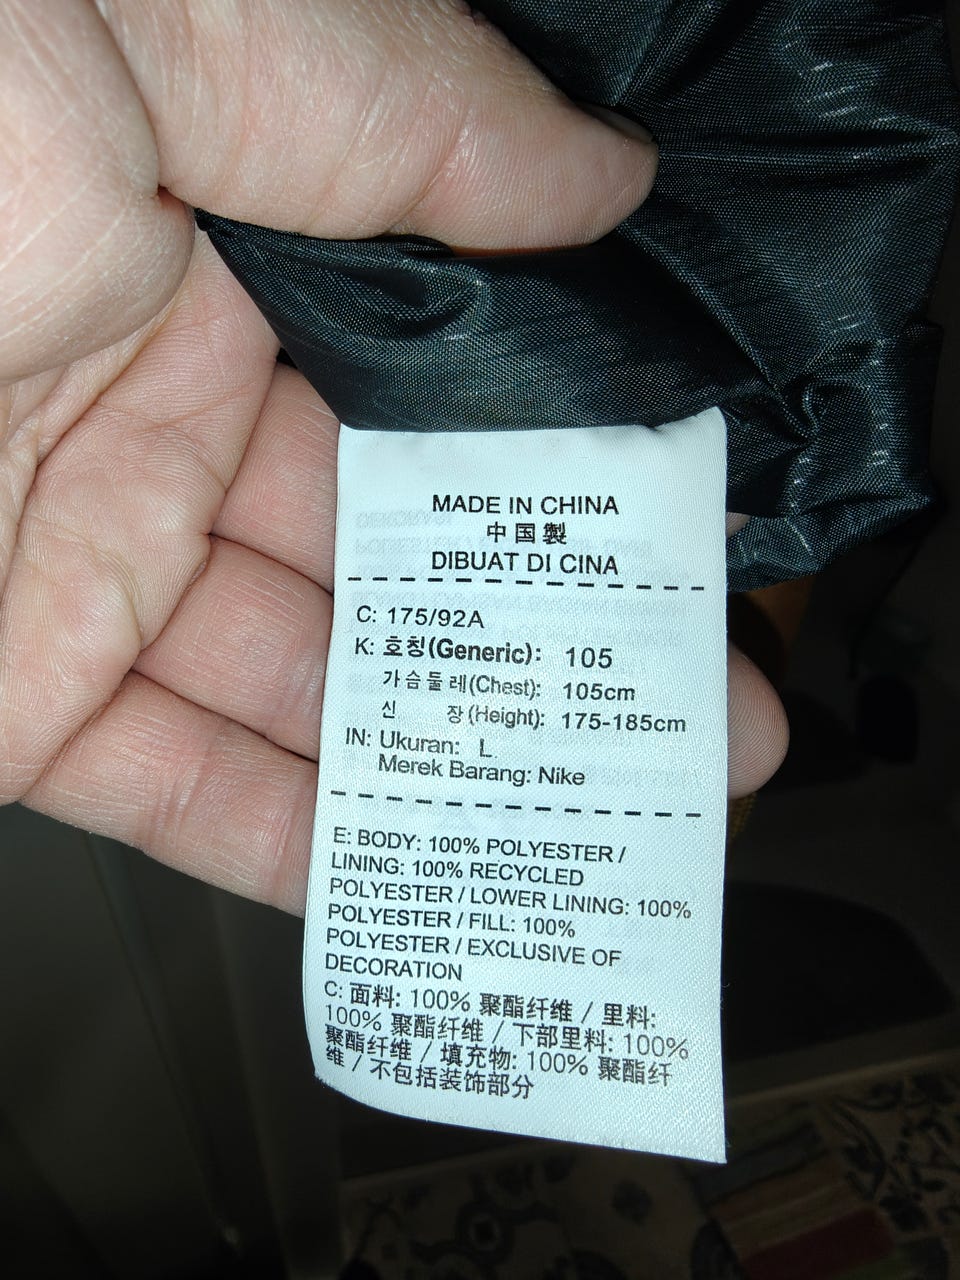 MADE IN CHINA
中国製
DIBUAT DI CINA
C: 175/92A
K: 호칭(Generic): 105
가슴둘레(Chest): 105cm
신 장(Height): 175-185cm
IN: Ukuran: L
Merek Barang: Nike
E: BODY: 100% POLYESTER /
LINING: 100% RECYCLED
POLYESTER / LOWER LINING: 100%
POLYESTER / FILL: 100%
POLYESTER / EXCLUSIVE OF
DECORATION
C: 面料: 100% 聚酯纤维 / 里料:
100% 聚酯纤维 / 下部里料: 100%
聚酯纤维 / 填充物: 100% 聚酯纤
维 / 不包括装饰部分